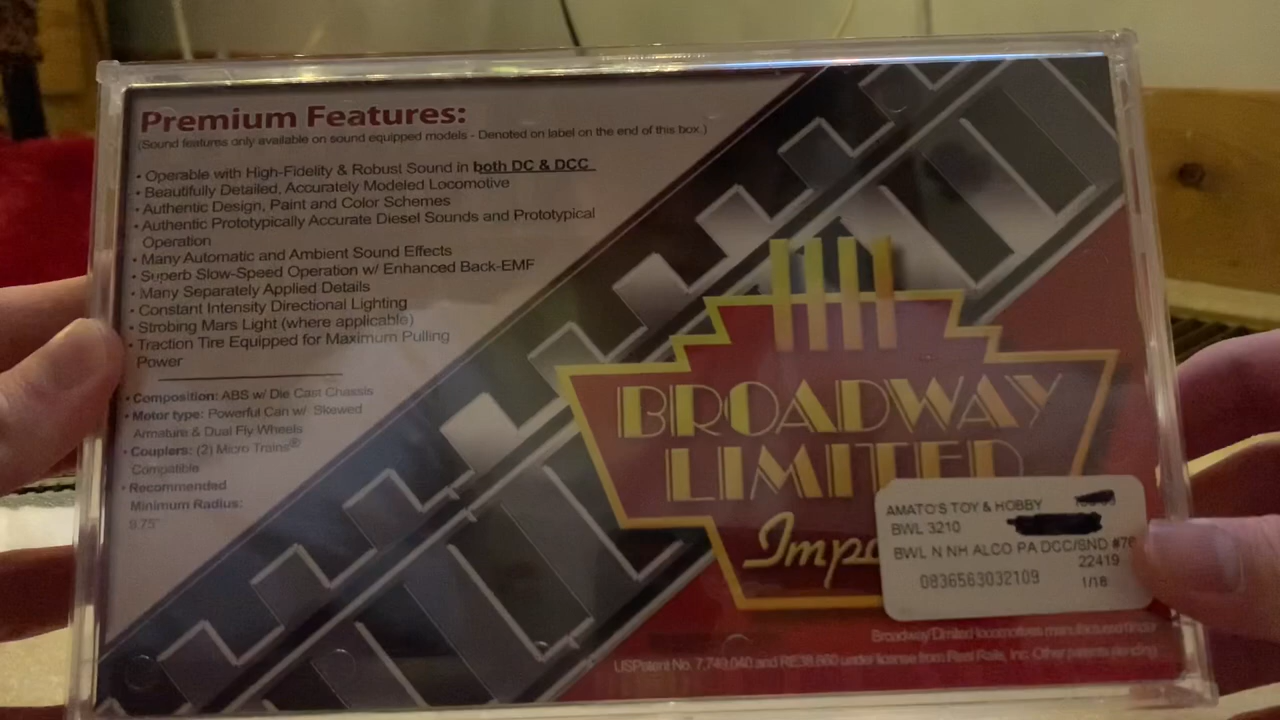 Premium Features:
(Sound features only available on sound equipped models - Denoted on label on the end of this box.)
• Operable with High-Fidelity & Robust Sound in both DC & DCC
• Beautifully Detailed, Accurately Modeled Locomotive
• Authentic Design, Paint and Color Schemes
• Authentic Prototypically Accurate Diesel Sounds and Prototypical
Operation
• Many Automatic and Ambient Sound Effects
• Superb Slow-Speed Operation w/ Enhanced Back-EMF
• Many Separately Applied Details
• Constant Intensity Directional Lighting
• Strobing Mars Light (where applicable)
• Traction Tire Equipped for Maximum Pulling
Power
• Composition: ABS w/ Die Cast Chassis
• Motor type: Powerful Can w/ Skewed
Armature & Dual Fly Wheels
• Couplers: (2) Micro Trains®
Compatible
• Recommended
Minimum Radius:
9.75"
BROADWAY
LIMITED
Impo
AMATO'S TOY & HOBBY
BWL 3210
BWL N NH ALCO PA DCC/SND #76
22419
0836563032109
1/18
Broadway Limited locomotives manufactured under
USPatent No. 7,749,040 and RE38,660 under license from Real Rails, Inc. Other patents pending